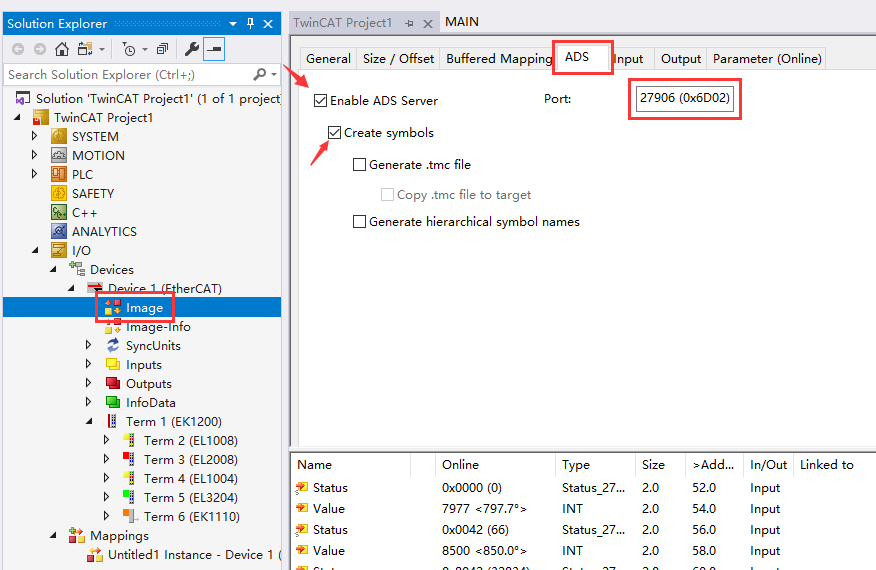 Solution Explorer
Search Solution Explorer (Ctrl+;)
Solution 'TwinCAT Project1' (1 of 1 project
TwinCAT Project1
SYSTEM
MOTION
PLC
SAFETY
C++
ANALYTICS
I/O
Devices
Device 1 (EtherCAT)
Image
Image-Info
SyncUnits
Inputs
Outputs
InfoData
Term 1 (EK1200)
Term 2 (EL1008)
Term 3 (EL2008)
Term 4 (EL1004)
Term 5 (EL3204)
Term 6 (EK1110)
Mappings
Untitled1 Instance - Device 1 (
TwinCAT Project1 MAIN
General Size / Offset Buffered Mapping ADS Input Output Parameter (Online)
Enable ADS Server Port: 27906 (0x6D02)
Create symbols
Generate .tmc file
Copy .tmc file to target
Generate hierarchical symbol names
Name Online Type Size >Add... In/Out Linked to
Status 0x0000 (0) Status_27... 2.0 52.0 Input
Value 7977 <797.7°> INT 2.0 54.0 Input
Status 0x0042 (66) Status_27... 2.0 56.0 Input
Value 8500 <850.0°> INT 2.0 58.0 Input